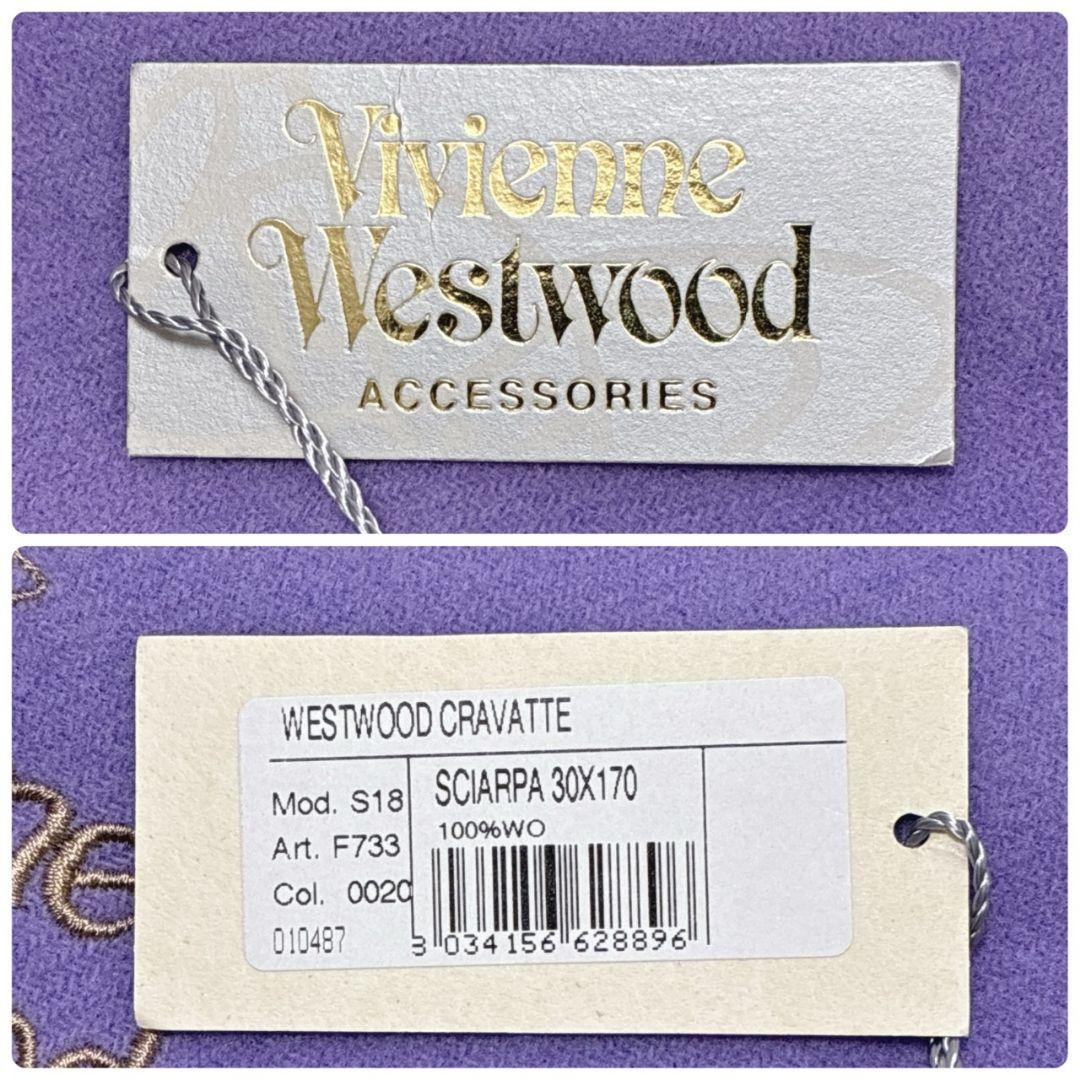 Vivienne
Westwood
ACCESSORIES
WESTWOOD CRAVATTE
Mod. S18
Art. F733
Col. 0020
010487
SCIARPA 30X170
100%WO
3 034156 628896